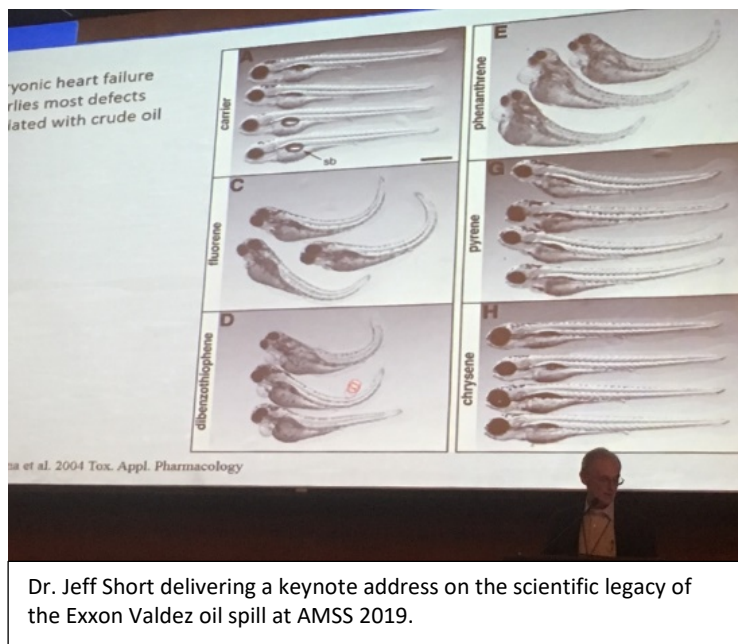 ryonic heart failure
rlies most defects
iated with crude oil
A
carrier
sb
C
fluorene
D
dibenzothiophene
E
phenanthrene
G
pyrene
H
chrysene
na et al. 2004 Tox. Appl. Pharmacology
Dr. Jeff Short delivering a keynote address on the scientific legacy of
the Exxon Valdez oil spill at AMSS 2019.